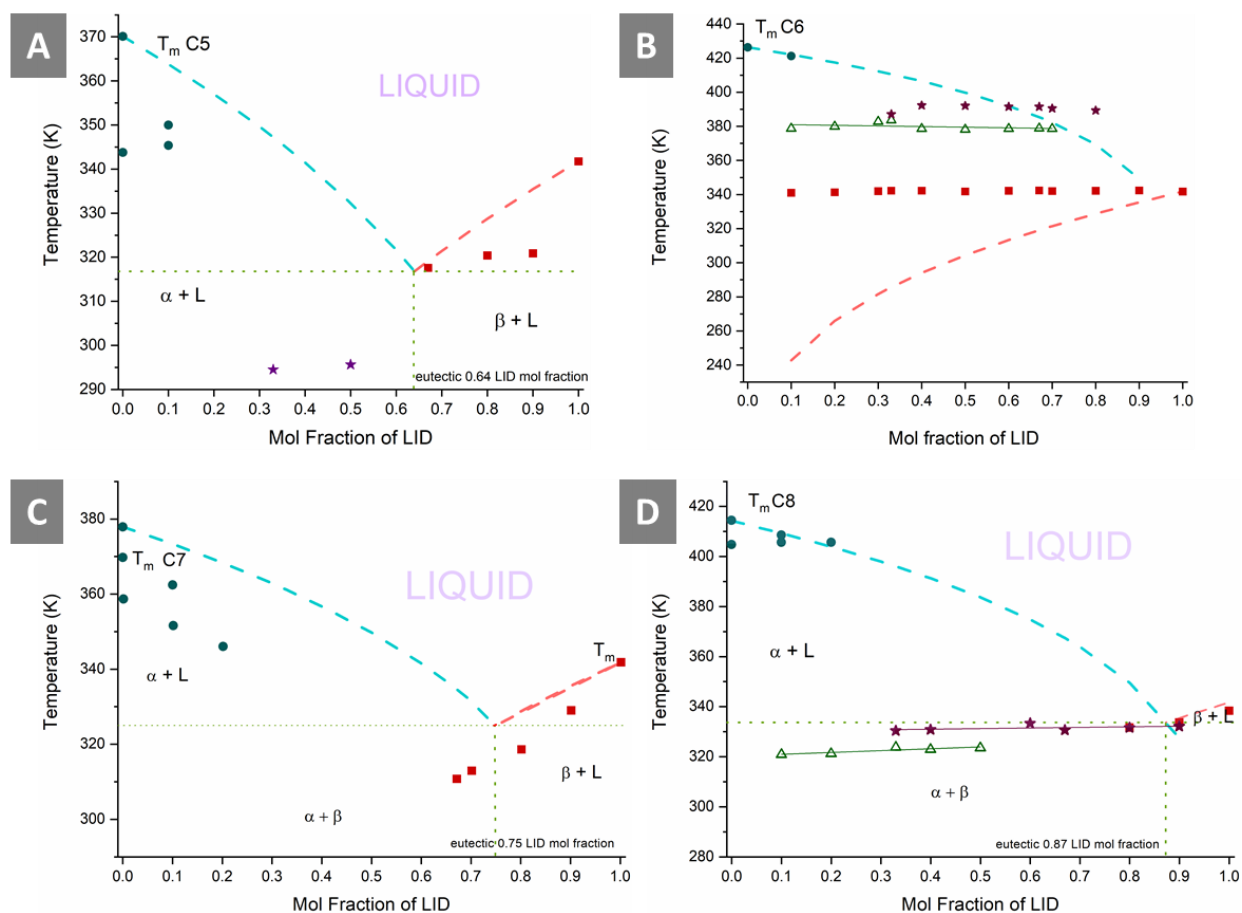 A
T_m C5
LIQUID
370
360
350
340
330
320
310
300
290
Temperature (K)
α + L
β + L
eutectic 0.64 LID mol fraction
0.0 0.1 0.2 0.3 0.4 0.5 0.6 0.7 0.8 0.9 1.0
Mol Fraction of LID
B
T_m C6
440
420
400
380
360
340
320
300
280
260
240
Temperature (K)
0.0 0.1 0.2 0.3 0.4 0.5 0.6 0.7 0.8 0.9 1.0
Mol fraction of LID
C
T_m C7
LIQUID
T_m
380
360
340
320
300
Temperature (K)
α + L
β + L
α + β
eutectic 0.75 LID mol fraction
0.0 0.1 0.2 0.3 0.4 0.5 0.6 0.7 0.8 0.9 1.0
Mol Fraction of LID
D
T_m C8
LIQUID
420
400
380
360
340
320
300
280
Temperature (K)
α + L
β + L
α + β
eutectic 0.87 LID mol fraction
0.0 0.1 0.2 0.3 0.4 0.5 0.6 0.7 0.8 0.9 1.0
Mol Fraction of LID